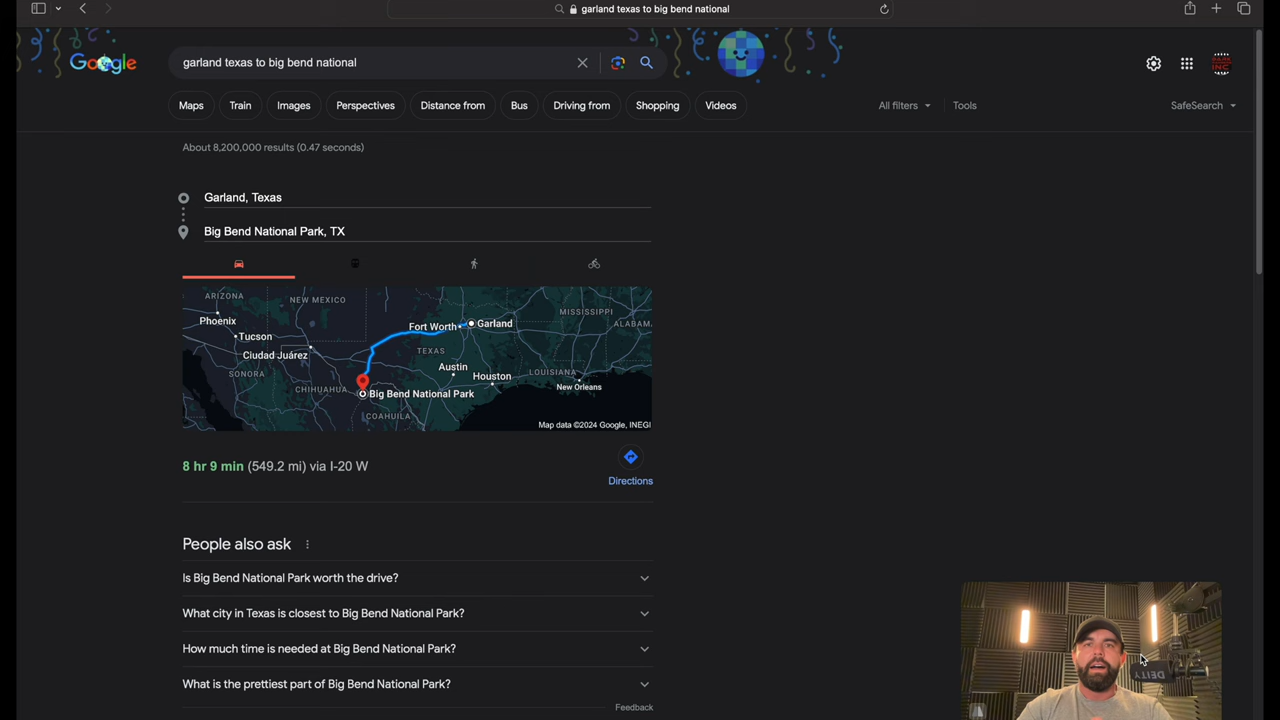 garland texas to big bend national
Google
garland texas to big bend national
Maps
Train
Images
Perspectives
Distance from
Bus
Driving from
Shopping
Videos
All filters
Tools
SafeSearch
About 8,200,000 results (0.47 seconds)
Garland, Texas
Big Bend National Park, TX
ARIZONA
NEW MEXICO
MISSISSIPPI
ALABAMA
Phoenix
Fort Worth
Garland
Tucson
TEXAS
Ciudad Juárez
Austin
SONORA
LOUISIANA
Houston
CHIHUAHUA
New Orleans
Big Bend National Park
COAHUILA
Map data ©2024 Google, INEGI
8 hr 9 min (549.2 mi) via I-20 W
Directions
People also ask
Is Big Bend National Park worth the drive?
What city in Texas is closest to Big Bend National Park?
How much time is needed at Big Bend National Park?
What is the prettiest part of Big Bend National Park?
DEITY
Feedback